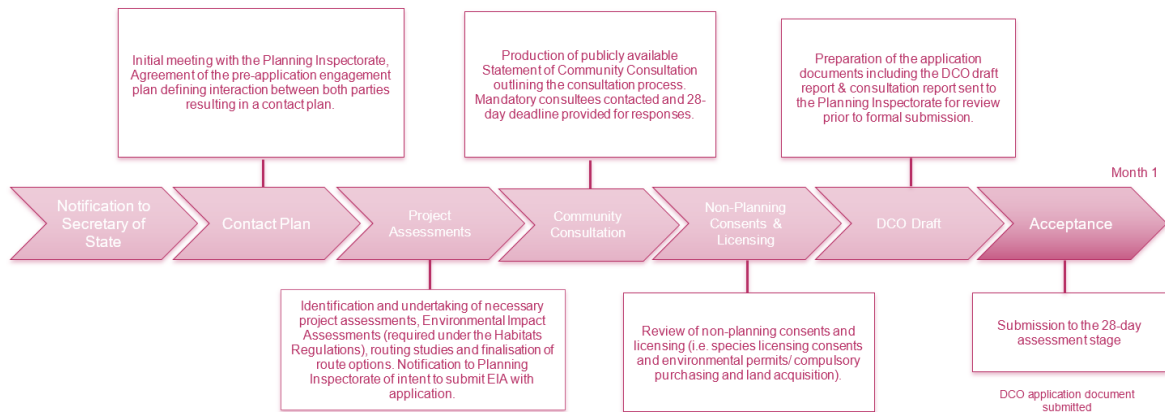 Initial meeting with the Planning Inspectorate,
Agreement of the pre-application engagement
plan defining interaction between both parties
resulting in a contact plan.
Production of publicly available
Statement of Community Consultation
outlining the consultation process.
Mandatory consultees contacted and 28-
day deadline provided for responses.
Preparation of the application
documents including the DCO draft
report & consultation report sent to
the Planning Inspectorate for review
prior to formal submission.
Month 1
Notification to
Secretary of
State
Contact Plan
Project
Assessments
Community
Consultation
Non-Planning
Consents &
Licensing
DCO Draft
Acceptance
Identification and undertaking of necessary
project assessments, Environmental Impact
Assessments (required under the Habitats
Regulations), routing studies and finalisation of
route options. Notification to Planning
Inspectorate of intent to submit EIA with
application.
Review of non-planning consents and
licensing (i.e. species licensing consents
and environmental permits/ compulsory
purchasing and land acquisition).
Submission to the 28-day
assessment stage
DCO application document
submitted